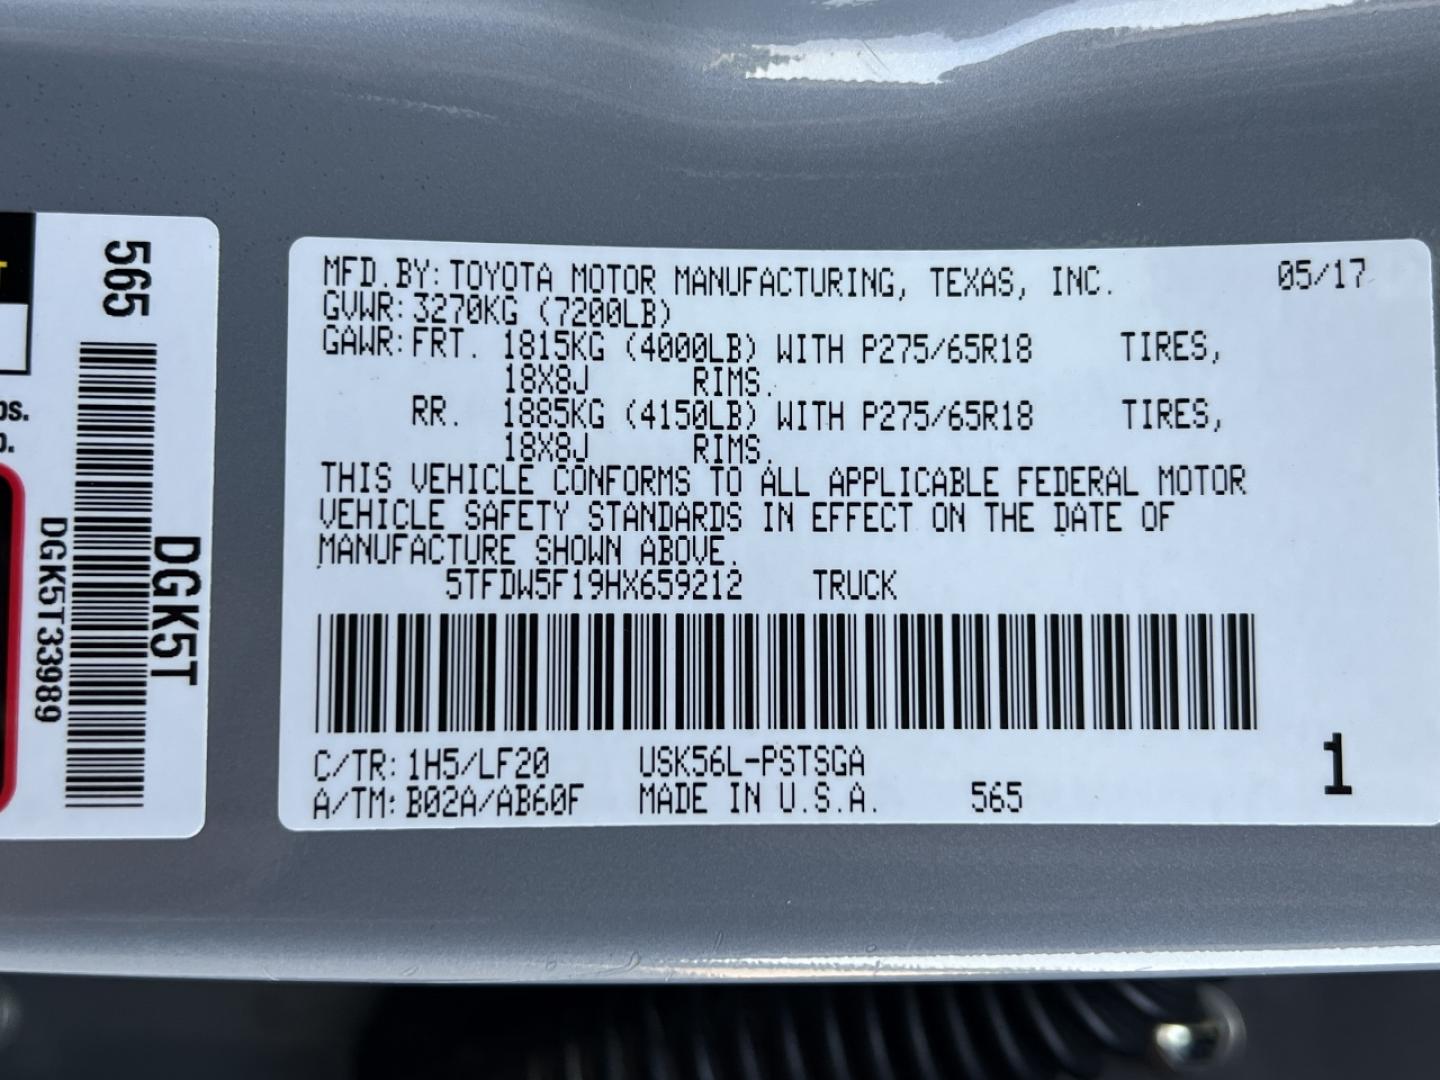 565
DGK5T
DGK5T33989
MFD.BY: TOYOTA MOTOR MANUFACTURING, TEXAS, INC. 05/17
GVWR: 3270KG (7200LB)
GAWR: FRT. 1815KG (4000LB) WITH P275/65R18 TIRES,
18X8J RIMS.
RR. 1885KG (4150LB) WITH P275/65R18 TIRES,
18X8J RIMS.
THIS VEHICLE CONFORMS TO ALL APPLICABLE FEDERAL MOTOR
VEHICLE SAFETY STANDARDS IN EFFECT ON THE DATE OF
MANUFACTURE SHOWN ABOVE.
5TFDW5F19HX659212 TRUCK
C/TR: 1H5/LF20 USK56L-PSTSGA
A/TM: B02A/AB60F MADE IN U.S.A. 565
1